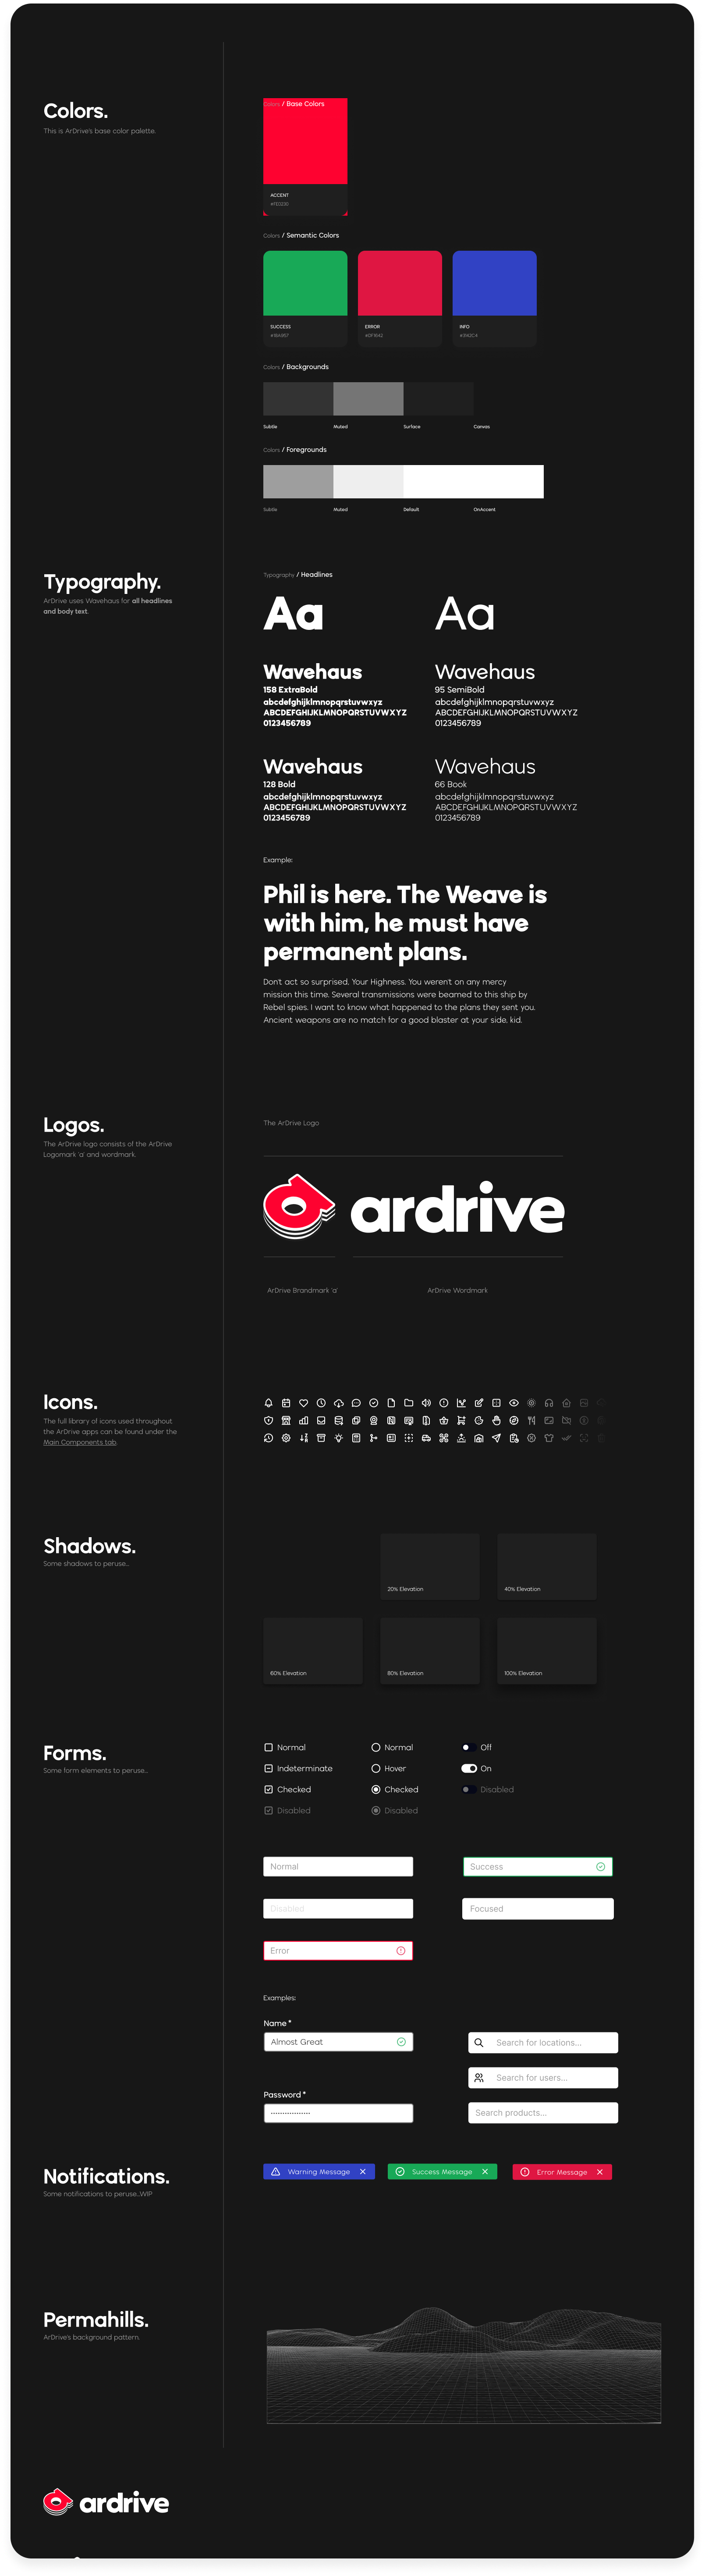 Colors.
This is ArDrive's base color palette.
Colors / Base Colors
ACCENT
Colors / Semantic Colors
SUCCESS
ERROR
INFO
Colors / Backgrounds
Subtle
Muted
Surface
Canvas
Colors / Foregrounds
Subtle
Muted
Default
OnAccent
Typography.
ArDrive uses Wavehaus for all headlines
and body text.
Typography / Headlines
Aa
Aa
Wavehaus
158 ExtraBold
abcdefghijklmnopqrstuvwxyz
ABCDEFGHIJKLMNOPQRSTUVWXYZ
0123456789
Wavehaus
95 SemiBold
abcdefghijklmnopqrstuvwxyz
ABCDEFGHIJKLMNOPQRSTUVWXYZ
0123456789
Wavehaus
128 Bold
abcdefghijklmnopqrstuvwxyz
ABCDEFGHIJKLMNOPQRSTUVWXYZ
0123456789
Wavehaus
66 Book
abcdefghijklmnopqrstuvwxyz
ABCDEFGHIJKLMNOPQRSTUVWXYZ
0123456789
Example:
Phil is here. The Weave is
with him, he must have
permanent plans.
Don't act so surprised, Your Highness. You weren't on any mercy
mission this time. Several transmissions were beamed to this ship by
Rebel spies. I want to know what happened to the plans they sent you.
Ancient weapons are no match for a good blaster at your side, kid.
Logos.
The ArDrive logo consists of the ArDrive
Logomark 'a' and wordmark.
The ArDrive Logo
ardrive
ArDrive Brandmark 'a'
ArDrive Wordmark
Icons.
The full library of icons used throughout
the ArDrive apps can be found under the
Main Components tab.
Shadows.
Some shadows to peruse...
20% Elevation
40% Elevation
60% Elevation
80% Elevation
100% Elevation
Forms.
Some form elements to peruse...
Normal
Indeterminate
Checked
Disabled
Normal
Hover
Checked
Disabled
Off
On
Disabled
Normal
Success
Disabled
Focused
Error
Examples:
Name *
Almost Great
Search for locations...
Search for users...
Password *
Search products...
Notifications.
Some notifications to peruse...WIP
Warning Message
Success Message
Error Message
Permahills.
ArDrive's background pattern.
ardrive